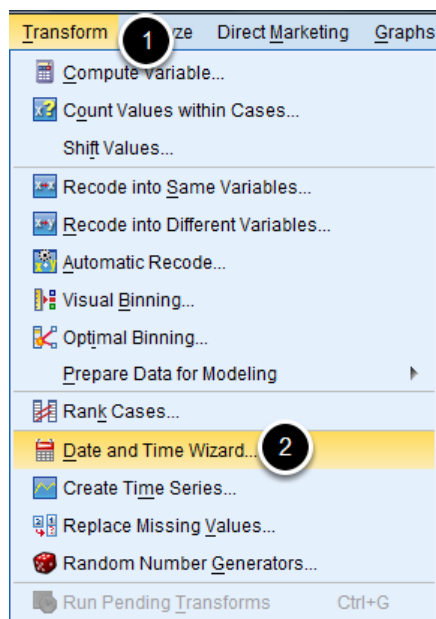 Transform 1 ze Direct Marketing Graphs
Compute Variable...
Count Values within Cases...
Shift Values...
Recode into Same Variables...
Recode into Different Variables...
Automatic Recode...
Visual Binning...
Optimal Binning...
Prepare Data for Modeling
Rank Cases...
Date and Time Wizard... 2
Create Time Series...
Replace Missing Values...
Random Number Generators...
Run Pending Transforms Ctrl+G